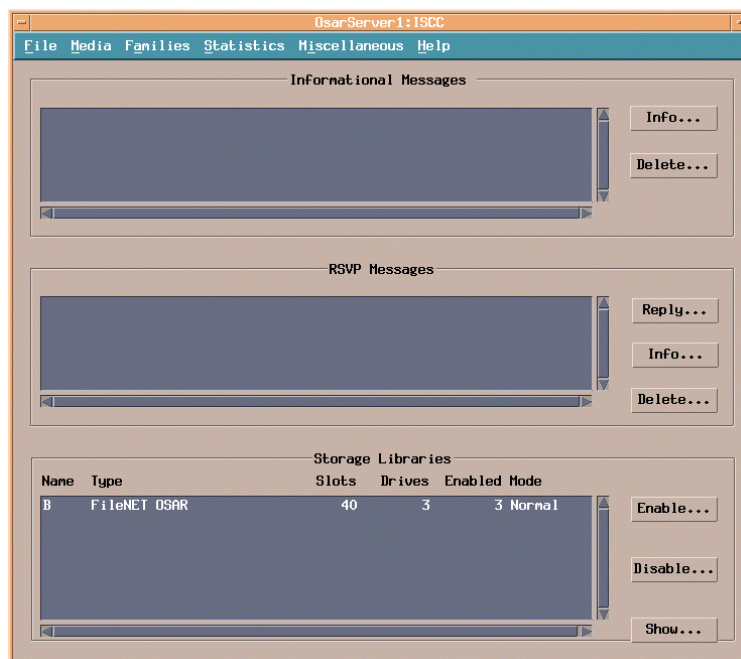 OsarServer1:ISCC
File Media Families Statistics Miscellaneous Help
Informational Messages
Info...
Delete...
RSVP Messages
Reply...
Info...
Delete...
Storage Libraries
Name Type Slots Drives Enabled Mode
B FileNET OSAR 40 3 3 Normal
Enable...
Disable...
Show...